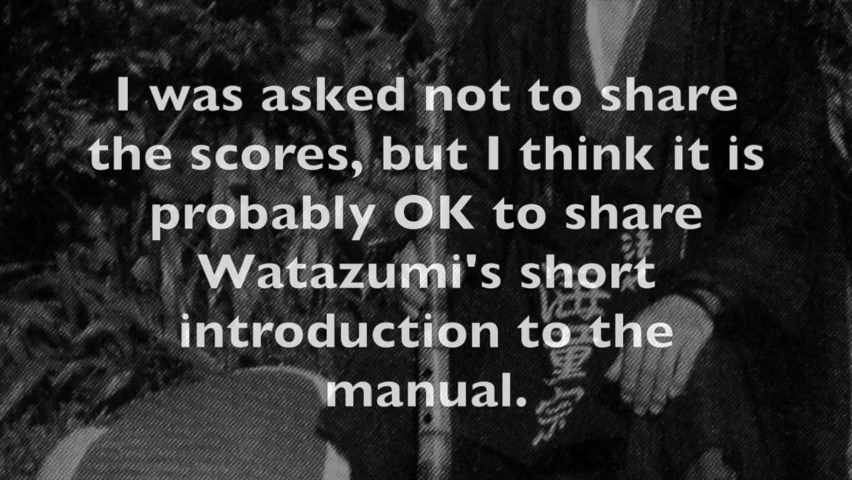 I was asked not to share
the scores, but I think it is
probably OK to share
Watazumi's short
introduction to the
manual.